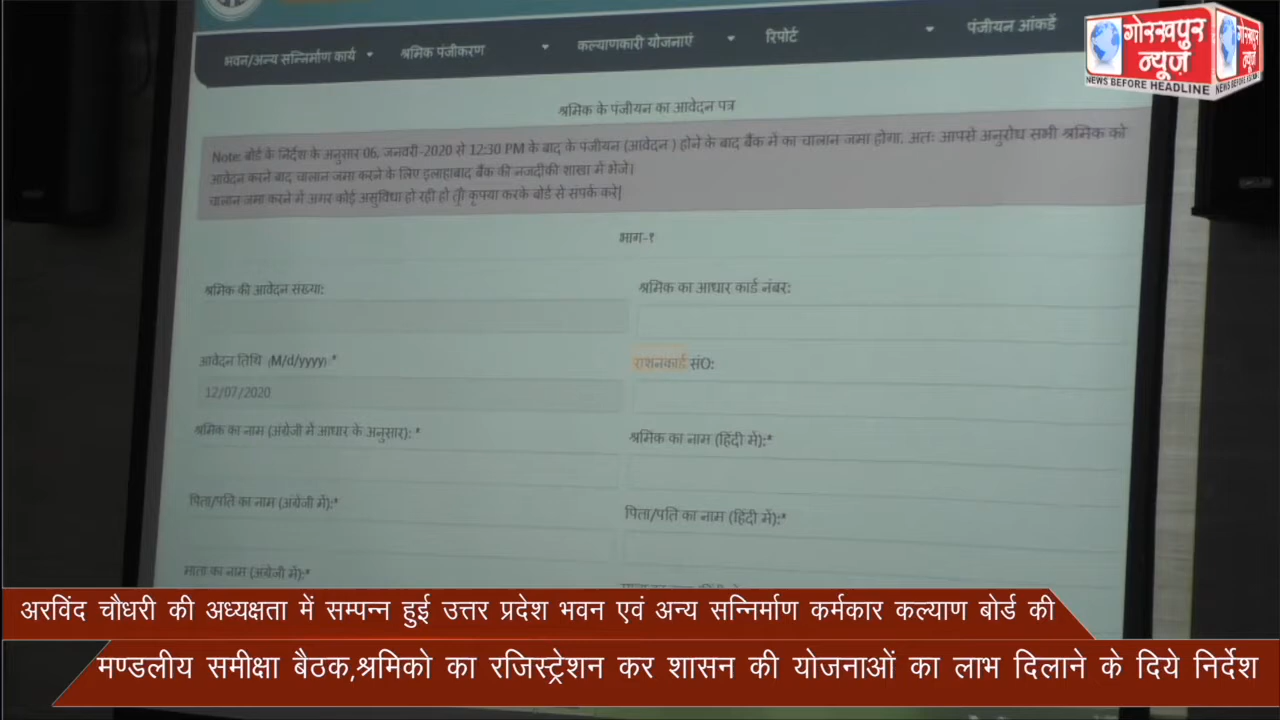 भवन/अन्य सन्निर्माण कार्य
श्रमिक पंजीकरण
कल्याणकारी योजनाएं
रिपोर्ट
पंजीयन आंकडें
गोरखपुर
न्यूज़
NEWS BEFORE HEADLINE
श्रमिक के पंजीयन का आवेदन पत्र
Note: बोर्ड के निर्देश के अनुसार 06, जनवरी-2020 से 12:30 PM के बाद के पंजीयन (आवेदन ) होने के बाद बैंक में का चालान जमा होगा. अतः आपसे अनुरोध सभी श्रमिक को
आवेदन करने बाद चालान जमा करने के लिए इलाहाबाद बैंक की नजदीकी शाखा में भेजे|
चालान जमा करने में अगर कोई असुविधा हो रही हो तो कृपया करके बोर्ड से संपर्क करे|
भाग-१
श्रमिक की आवेदन संख्या:
श्रमिक का आधार कार्ड नंबर:
आवेदन तिथि (M/d/yyyy) *
राशनकार्ड संO:
12/07/2020
श्रमिक का नाम (अंग्रेजी में आधार के अनुसार): *
श्रमिक का नाम (हिंदी में):*
पिता/पति का नाम (अंग्रेजी में):*
पिता/पति का नाम (हिंदी में):*
माता का नाम (अंग्रेजी में):*
अरविंद चौधरी की अध्यक्षता में सम्पन्न हुई उत्तर प्रदेश भवन एवं अन्य सन्निर्माण कर्मकार कल्याण बोर्ड की
मण्डलीय समीक्षा बैठक,श्रमिको का रजिस्ट्रेशन कर शासन की योजनाओं का लाभ दिलाने के दिये निर्देश